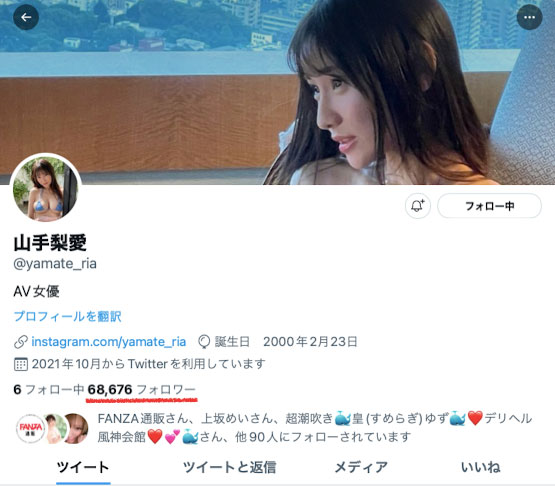 フォロー中
山手梨愛
@yamate_ria
AV女優
プロフィールを翻訳
instagram.com/yamate_ria 誕生日 2000年2月23日
2021年10月からTwitterを利用しています
6 フォロー中 68,676 フォロワー
FANZA 通販
FANZA通販さん、上坂めいさん、超潮吹き🐳皇(すめらぎ)ゆず🐳❤️デリヘル
風神会館❤️💕🐳さん、他90人にフォローされています
ツイート ツイートと返信 メディア いいね